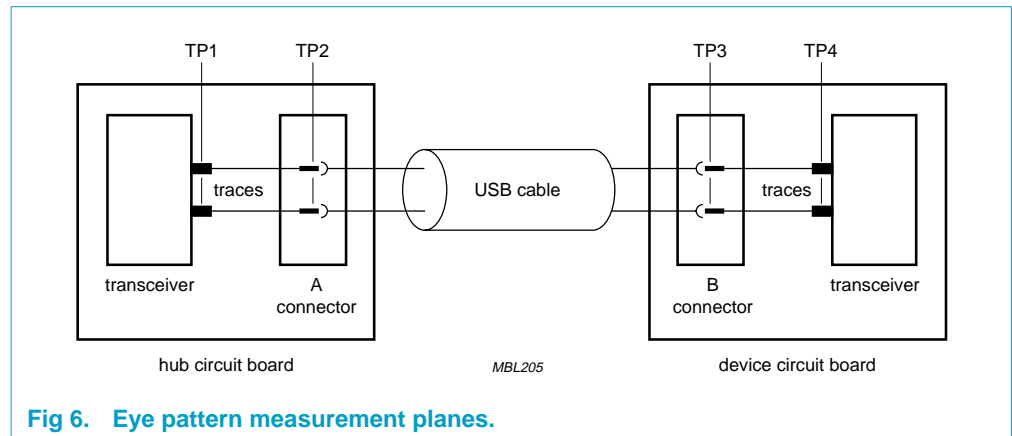 TP1 TP2 TP3 TP4
traces USB cable traces
transceiver A connector B connector transceiver
hub circuit board MBL205 device circuit board
Fig 6. Eye pattern measurement planes.